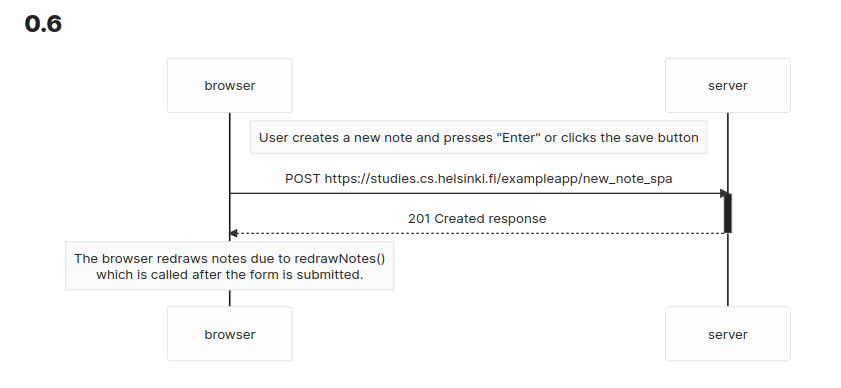 0.6
browser
server
User creates a new note and presses "Enter" or clicks the save button
POST https://studies.cs.helsinki.fi/exampleapp/new_note_spa
201 Created response
The browser redraws notes due to redrawNotes()
which is called after the form is submitted.
browser
server